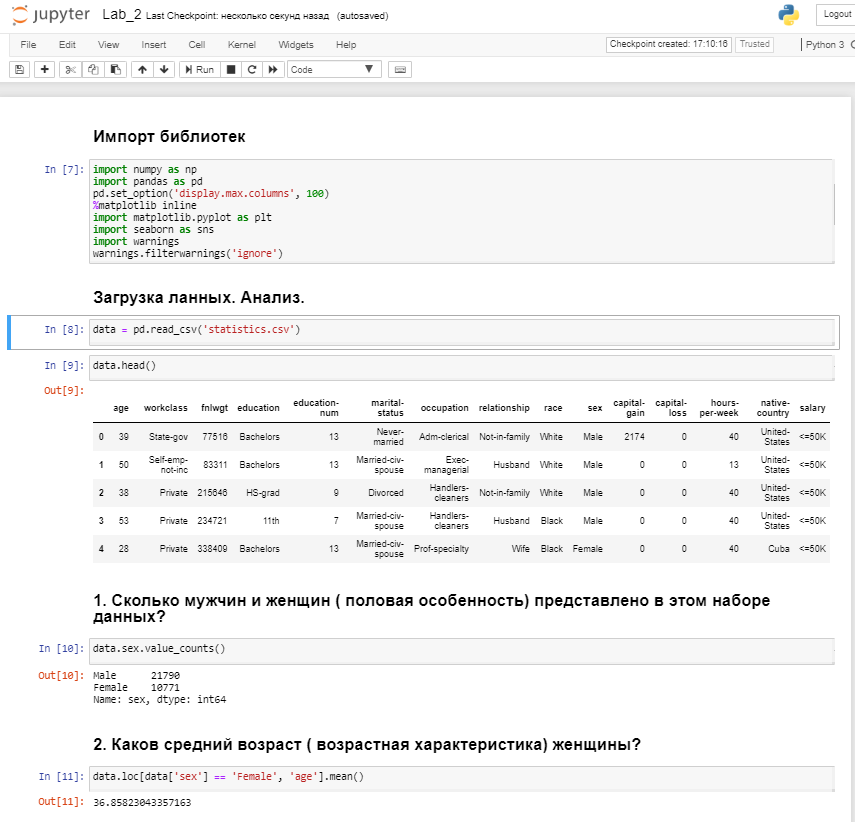 jupyter Lab_2 Last Checkpoint: несколько секунд назад (autosaved)
Logout
File Edit View Insert Cell Kernel Widgets Help
Checkpoint created: 17:10:16 Trusted Python 3
Run Code
Импорт библиотек
In [7]: import numpy as np
import pandas as pd
pd.set_option('display.max.columns', 100)
%matplotlib inline
import matplotlib.pyplot as plt
import seaborn as sns
import warnings
warnings.filterwarnings('ignore')
Загрузка ланных. Анализ.
In [8]: data = pd.read_csv('statistics.csv')
In [9]: data.head()
Out[9]:
age workclass fnlwgt education education-num marital-status occupation relationship race sex capital-gain capital-loss hours-per-week native-country salary
0 39 State-gov 77516 Bachelors 13 Never-married Adm-clerical Not-in-family White Male 2174 0 40 United-States <=50K
1 50 Self-emp-not-inc 83311 Bachelors 13 Married-civ-spouse Exec-managerial Husband White Male 0 0 13 United-States <=50K
2 38 Private 215646 HS-grad 9 Divorced Handlers-cleaners Not-in-family White Male 0 0 40 United-States <=50K
3 53 Private 234721 11th 7 Married-civ-spouse Handlers-cleaners Husband Black Male 0 0 40 United-States <=50K
4 28 Private 338409 Bachelors 13 Married-civ-spouse Prof-specialty Wife Black Female 0 0 40 Cuba <=50K
1. Сколько мужчин и женщин ( половая особенность) представлено в этом наборе
данных?
In [10]: data.sex.value_counts()
Out[10]: Male 21790
Female 10771
Name: sex, dtype: int64
2. Каков средний возраст ( возрастная характеристика) женщины?
In [11]: data.loc[data['sex'] == 'Female', 'age'].mean()
Out[11]: 36.85823043357163